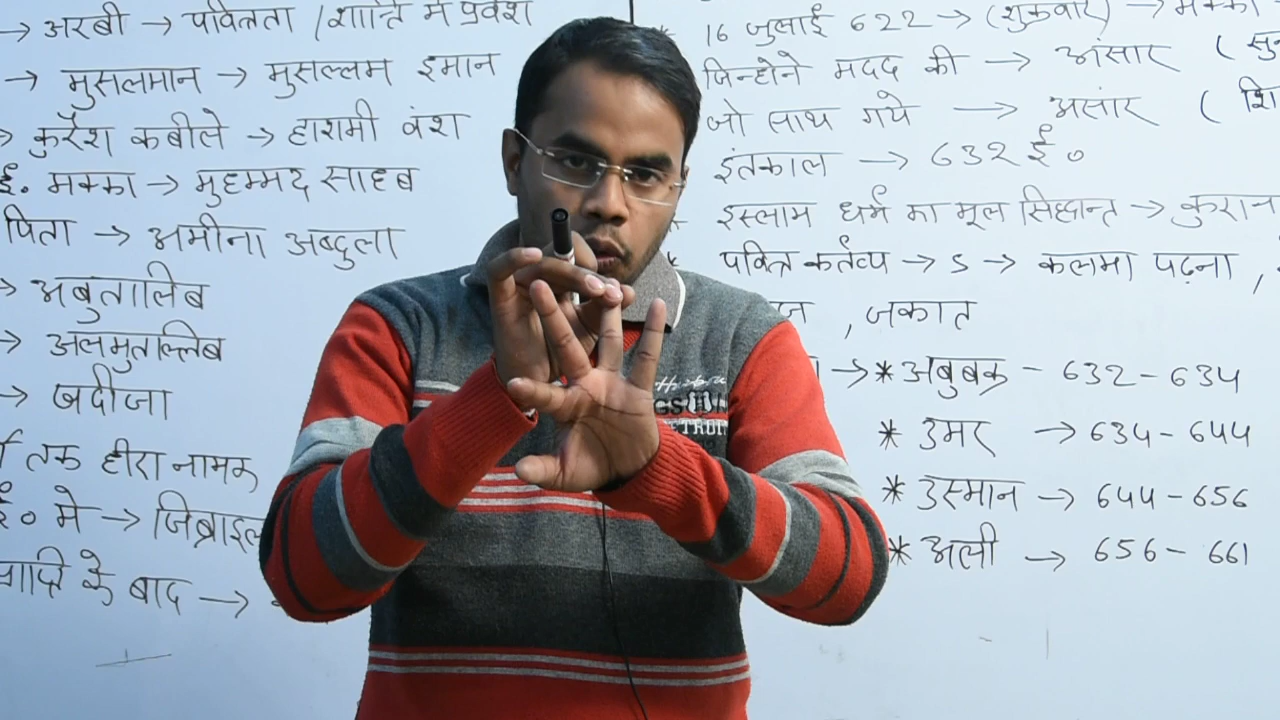 → अरबी → पवित्रता / शान्ति में प्रवेश
→ मुसलमान → मुसल्लम इमान
→ कुरैश कबीले → हाशमी वंश
ई० मक्का → मुहम्मद साहब
पिता → अमीना अब्दुला
→ अबुतालिब
→ अलमुतल्लिब
→ खदीजा
तक हीरा नामक
ई० मे → जिब्राइल
के बाद →
* 16 जुलाई 622 → (शुक्रवार) → मक्का
जिन्होने मदद की → अंसार (
जो साथ गये → असांर (
इंतकाल → 632 ई०
इस्लाम धर्म का मूल सिद्धान्त → कुरान
पवित्र कर्तव्य → 5 → कलमा पढ़ना ,
, जकात
→ * अबुबक्र - 632-634
* उमर → 634-644
* उस्मान → 644-656
* अली → 656- 661